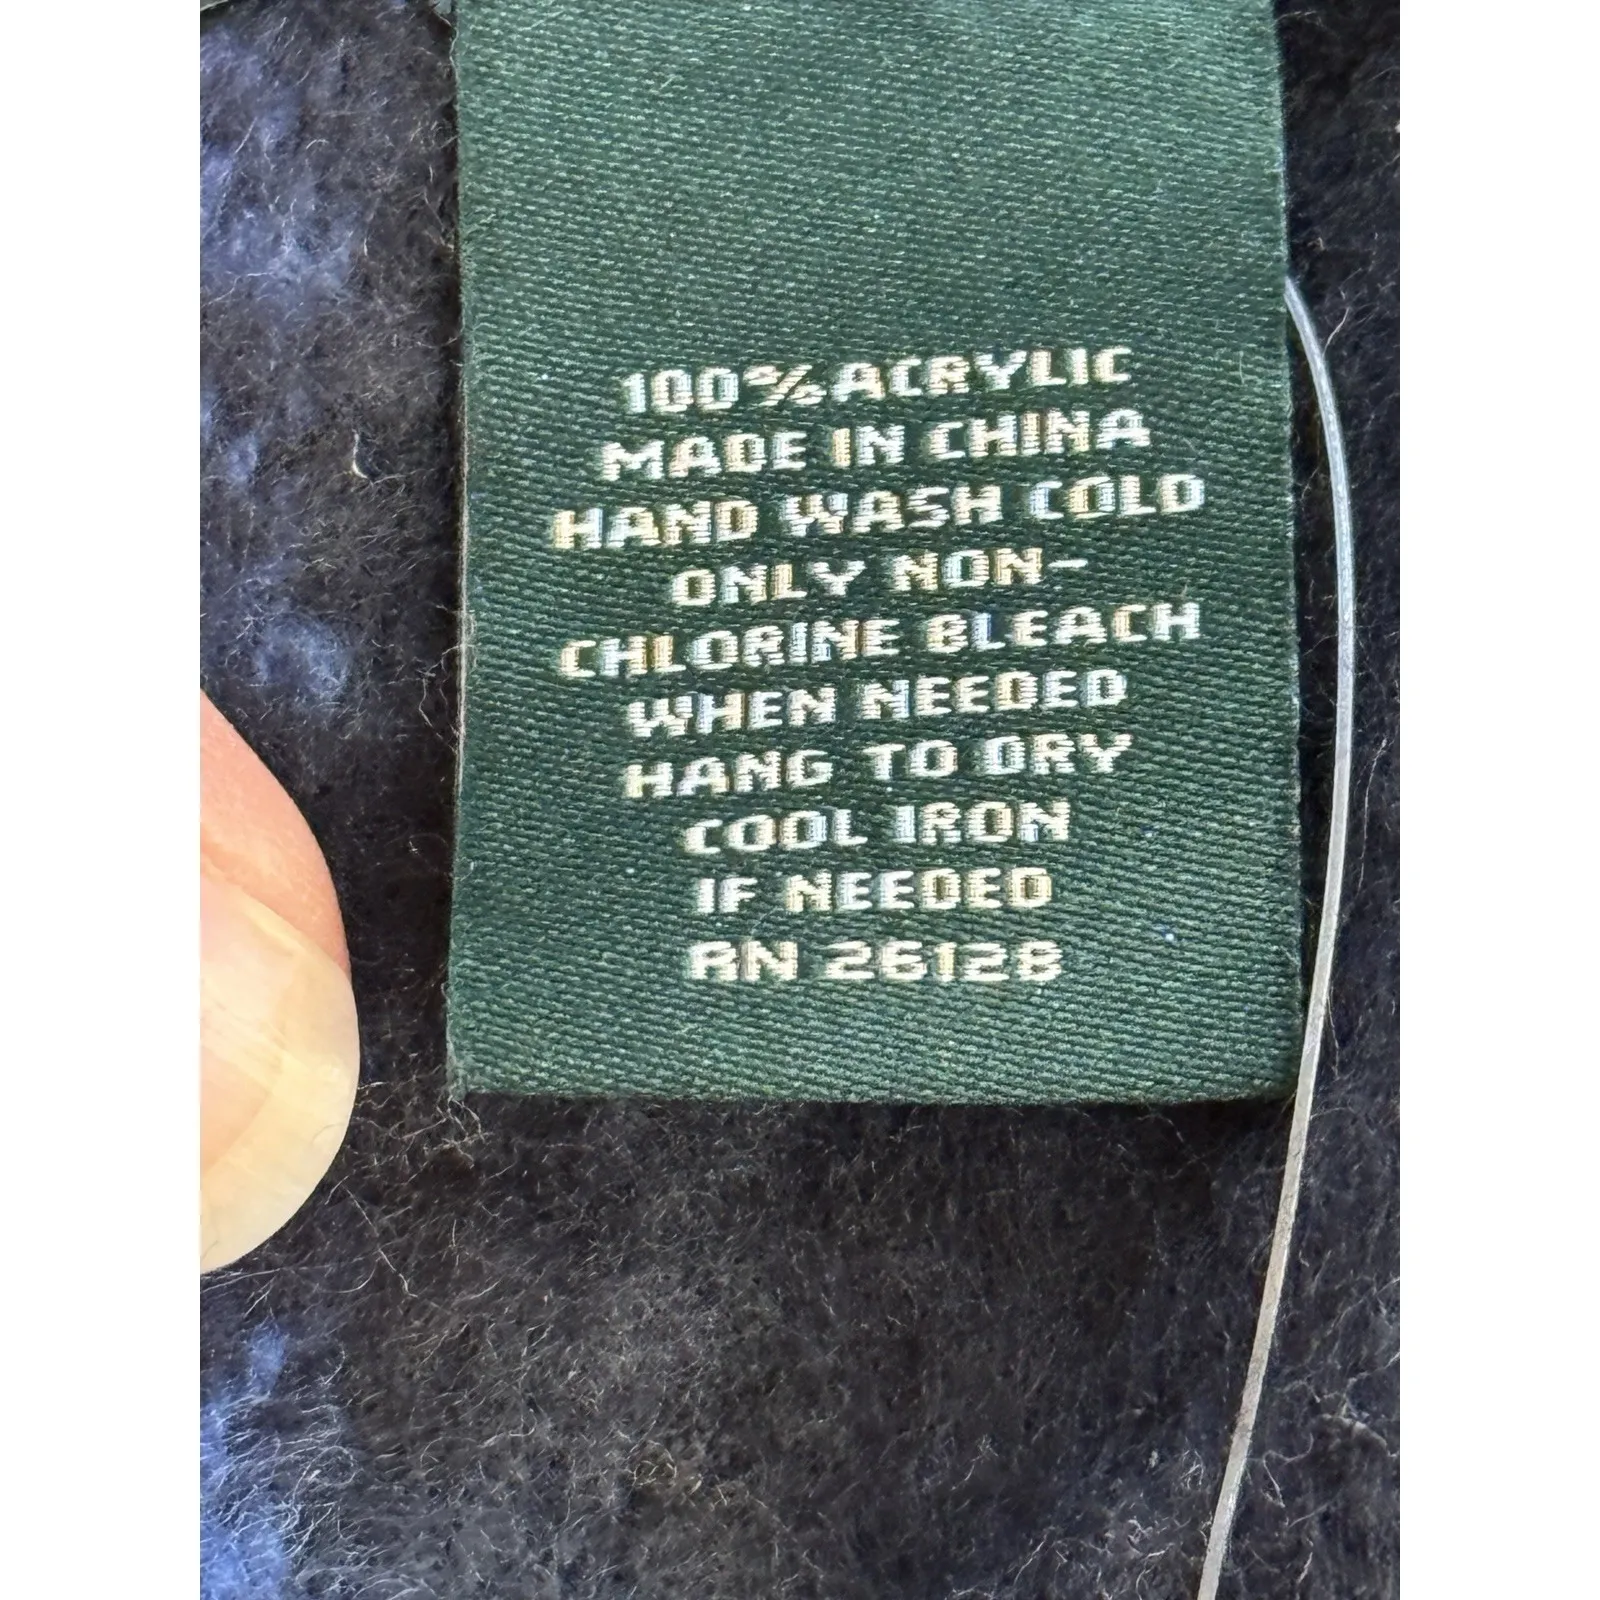 100% ACRYLIC
MADE IN CHINA
HAND WASH COLD
ONLY NON-
CHLORINE BLEACH
WHEN NEEDED
HANG TO DRY
COOL IRON
IF NEEDED
RN 26128